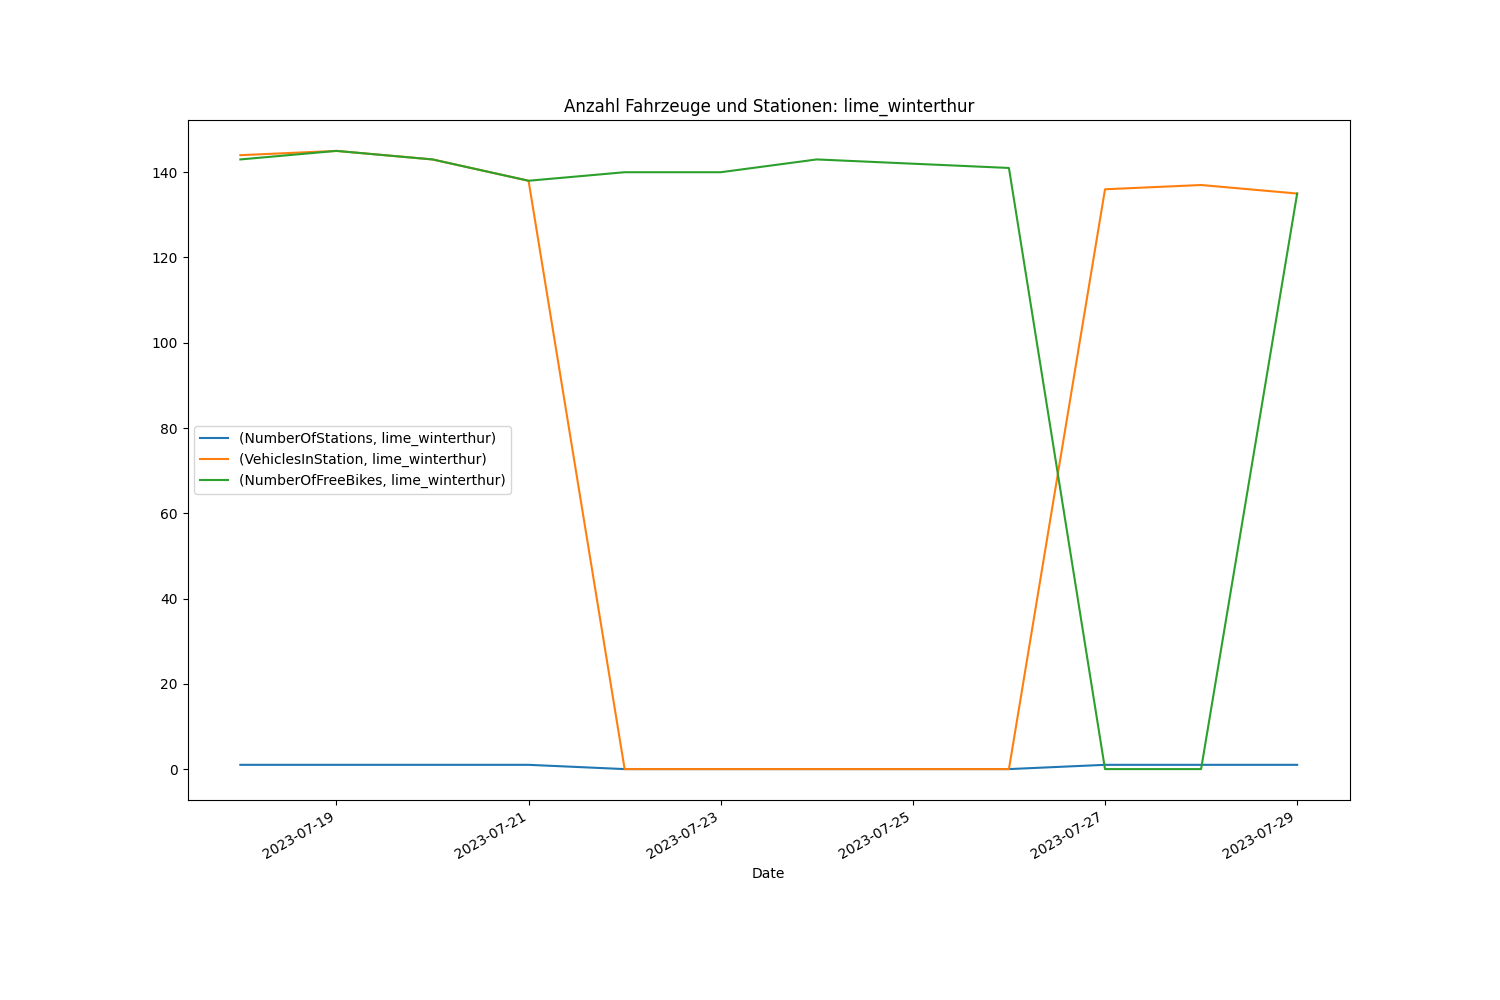 Anzahl Fahrzeuge und Stationen: lime_winterthur
140
120
100
80
60
40
20
0
(NumberOfStations, lime_winterthur)
(VehiclesInStation, lime_winterthur)
(NumberOfFreeBikes, lime_winterthur)
2023-07-19
2023-07-21
2023-07-23
2023-07-25
2023-07-27
2023-07-29
Date